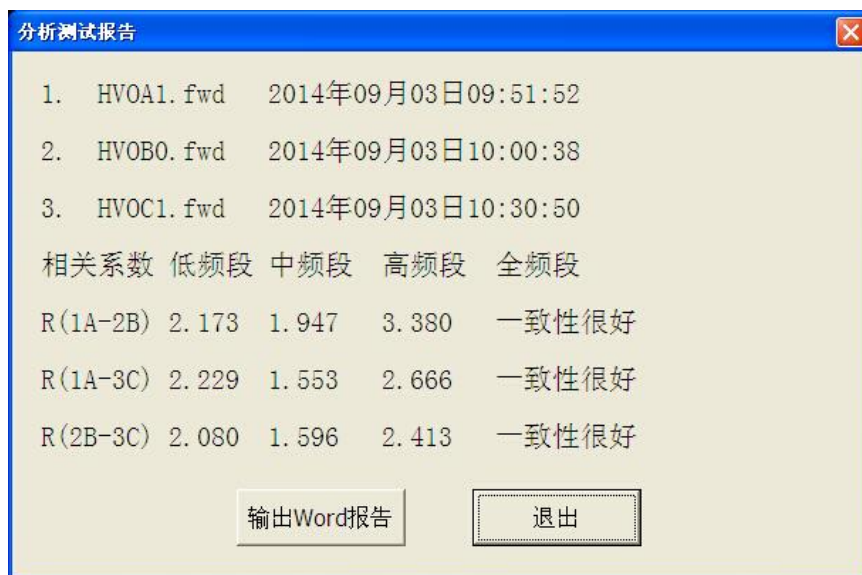 分析测试报告
1. HVOA1.fwd 2014年09月03日09:51:52
2. HVOB0.fwd 2014年09月03日10:00:38
3. HVOC1.fwd 2014年09月03日10:30:50
相关系数 低频段 中频段 高频段 全频段
R(1A-2B) 2.173 1.947 3.380 一致性很好
R(1A-3C) 2.229 1.553 2.666 一致性很好
R(2B-3C) 2.080 1.596 2.413 一致性很好
输出Word报告 退出